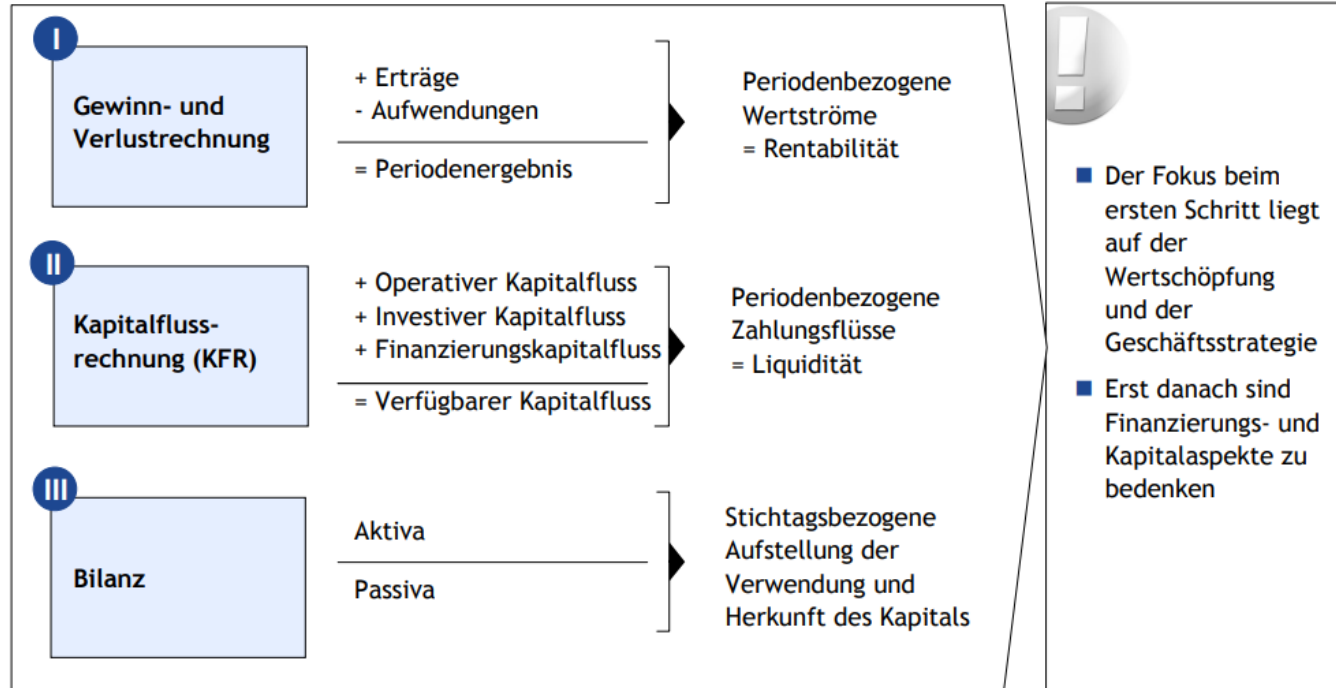 I
Gewinn- und
Verlustrechnung
+ Erträge
- Aufwendungen
= Periodenergebnis
Periodenbezogene
Wertströme
= Rentabilität
II
Kapitalfluss-
rechnung (KFR)
+ Operativer Kapitalfluss
+ Investiver Kapitalfluss
+ Finanzierungskapitalfluss
= Verfügbarer Kapitalfluss
Periodenbezogene
Zahlungsflüsse
= Liquidität
III
Bilanz
Aktiva
Passiva
Stichtagsbezogene
Aufstellung der
Verwendung und
Herkunft des Kapitals
!
Der Fokus beim
ersten Schritt liegt
auf der
Wertschöpfung
und der
Geschäftsstrategie
Erst danach sind
Finanzierungs- und
Kapitalaspekte zu
bedenken